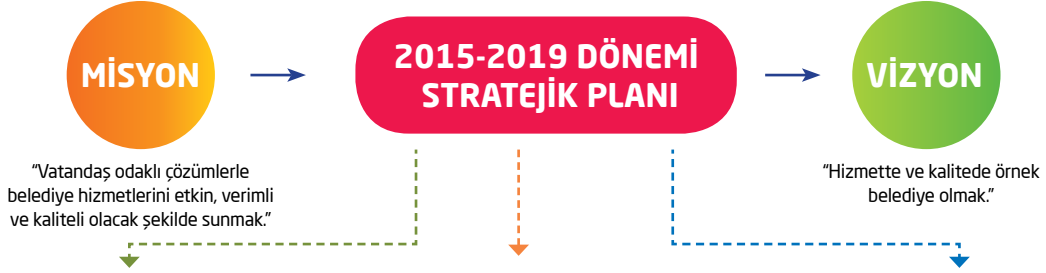 MİSYON
2015-2019 DÖNEMİ
STRATEJİK PLANI
VİZYON
“Vatandaş odaklı çözümlerle
belediye hizmetlerini etkin, verimli
ve kaliteli olacak şekilde sunmak.”
“Hizmette ve kalitede örnek
belediye olmak.”